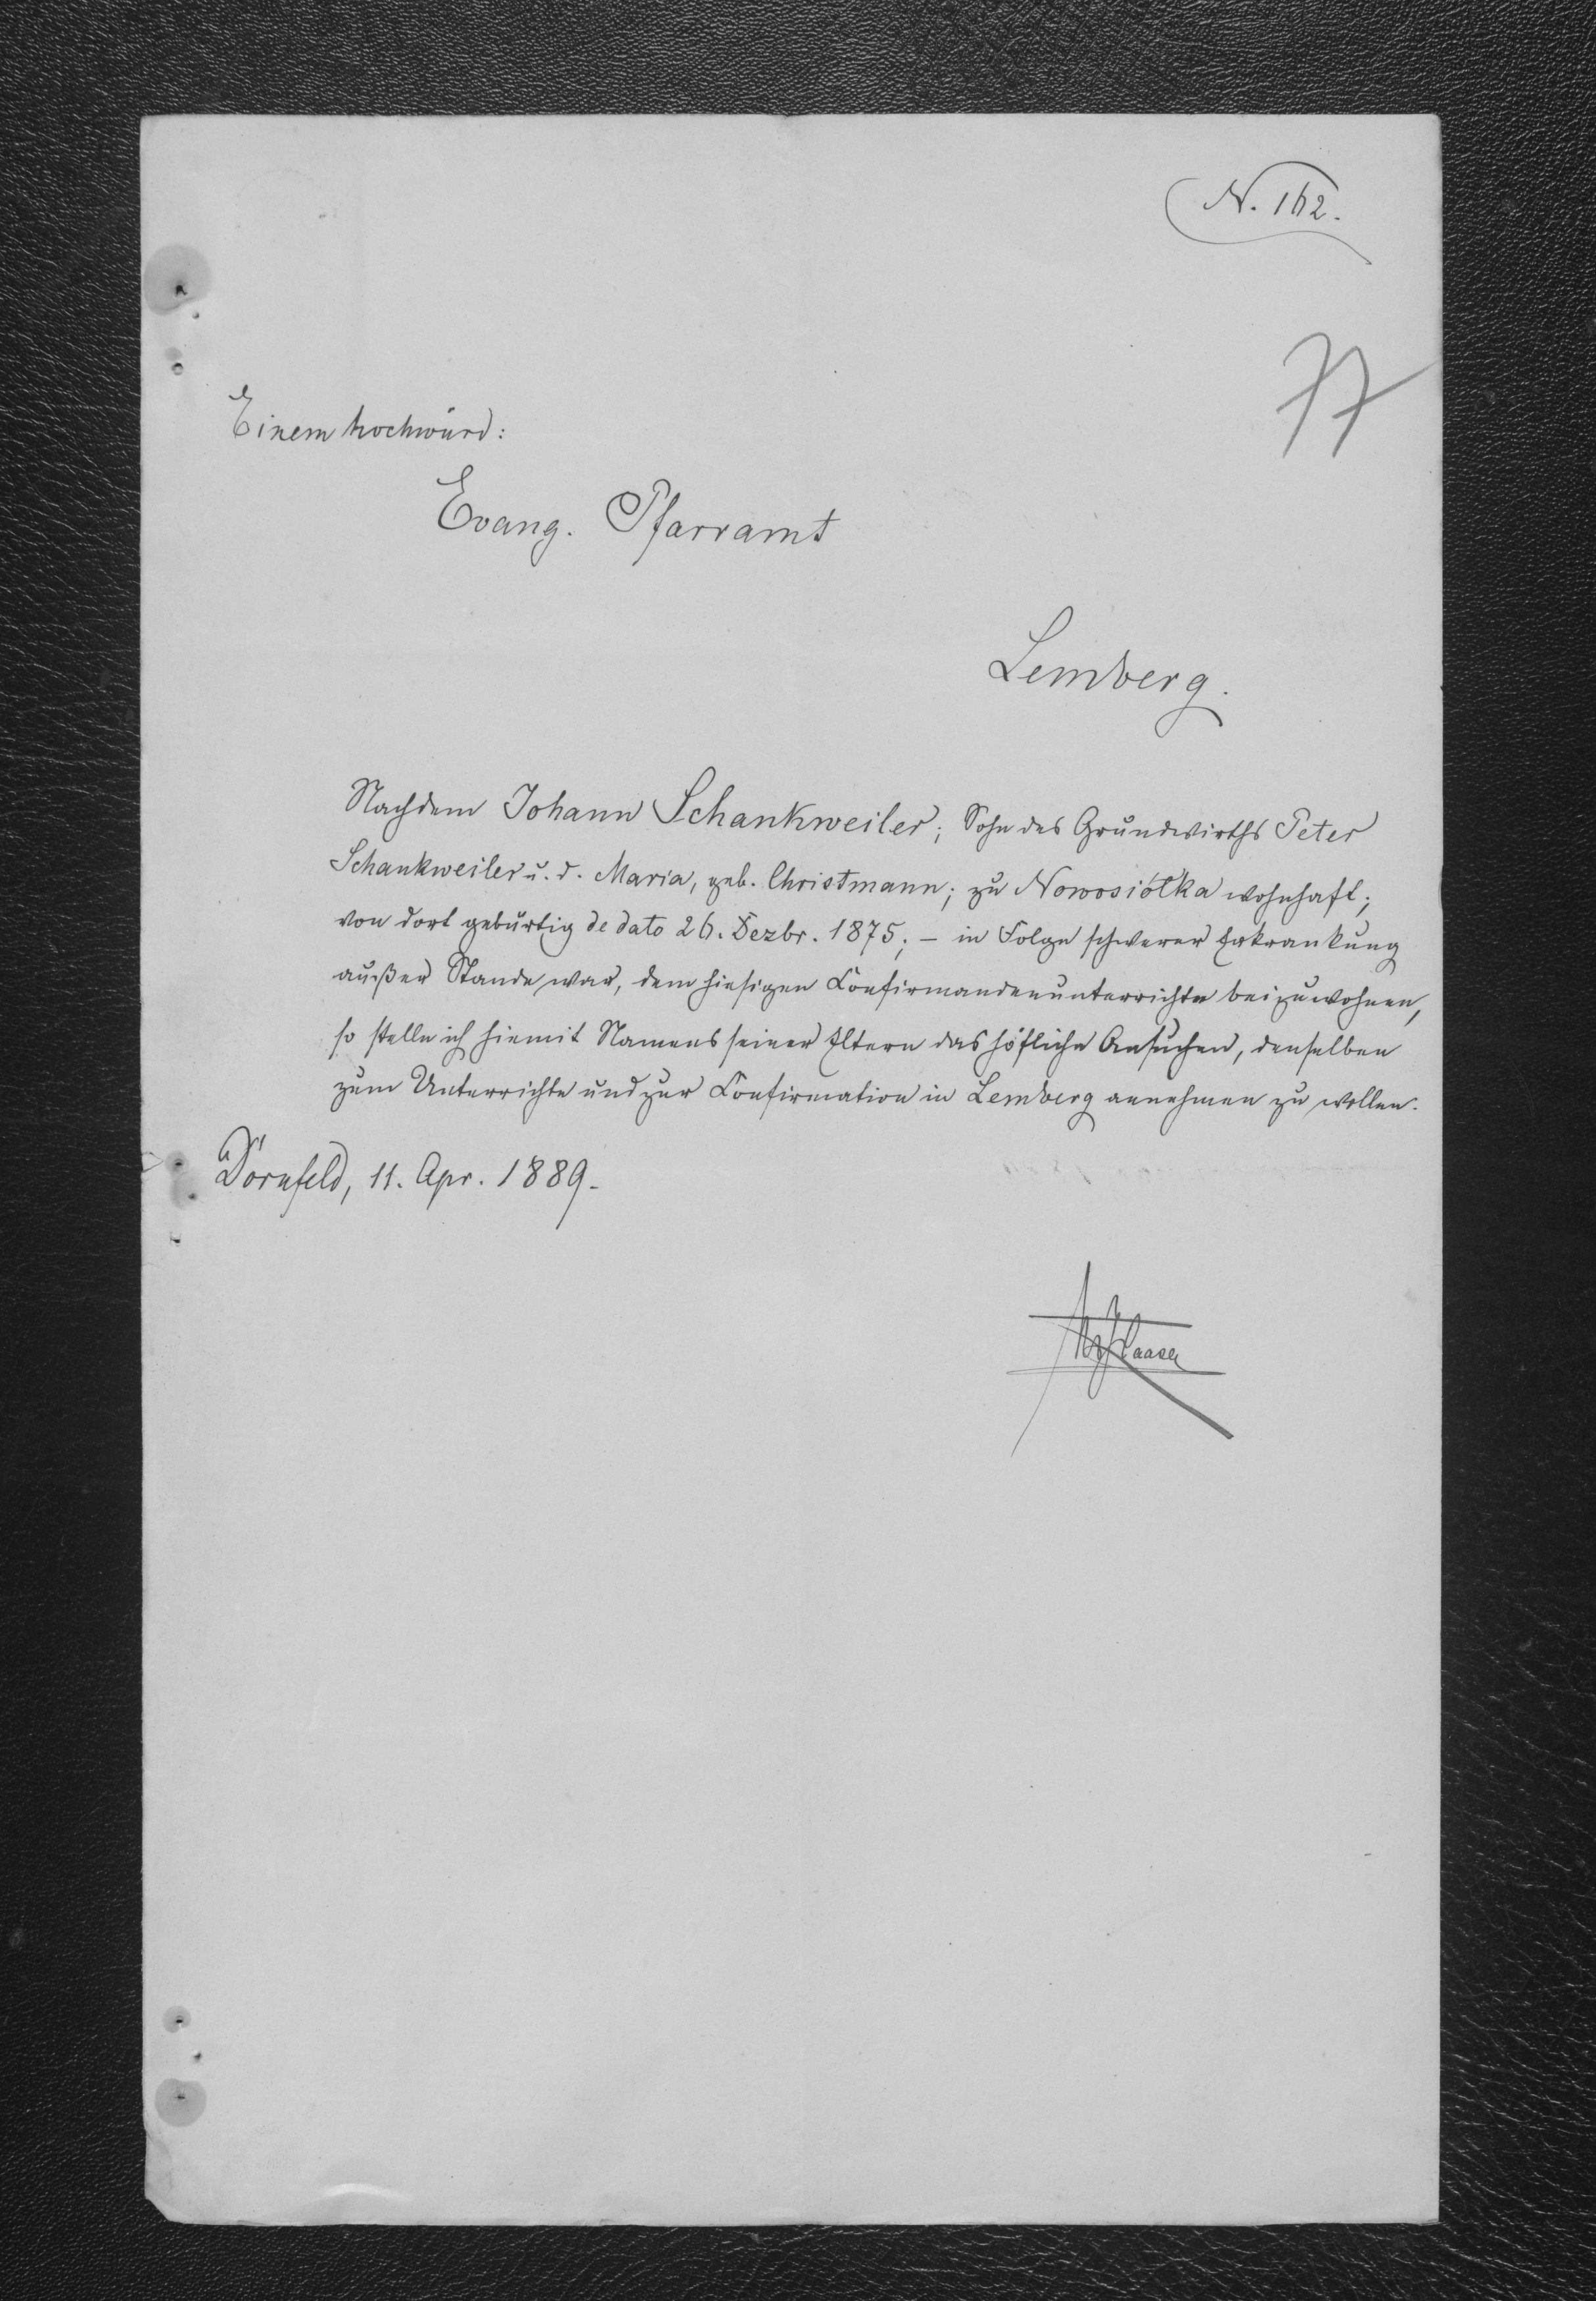 N. 162.
77
Einem hochwürd:
Evang. Pfarramt
Lemberg.
Nachdem Johann Schankweiler; Sohn des Grundwirths Peter
Schankweiler u. d. Maria, geb. Christmann; zu Nowosiółka wohnhaft;
von dort gebürtig de dato 26. Dezbr. 1875; – in Folge schwerer Erkrankung
außer Stande war, dem hiesigen Confirmandenunterrichte beizuwohnen,
so stelle ich hiemit Namens seiner Eltern das höfliche Ansuchen, denselben
zum Unterrichte und zur Confirmation in Lemberg annehmen zu wollen.
Dornfeld, 11. Apr. 1889.
Haase